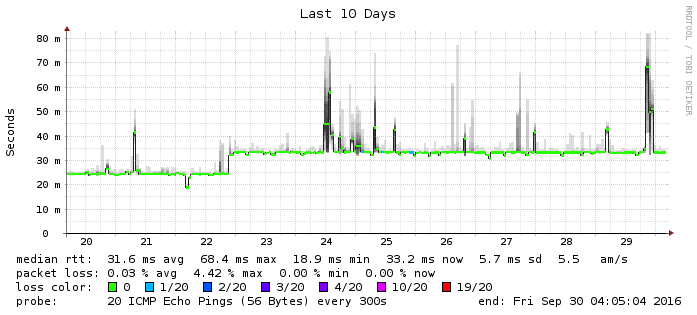 Last 10 Days
RRDTOOL / TOBI OETIKER
Seconds
80 m
70 m
60 m
50 m
40 m
30 m
20 m
10 m
0
20 21 22 23 24 25 26 27 28 29
median rtt: 31.6 ms avg 68.4 ms max 18.9 ms min 33.2 ms now 5.7 ms sd 5.5 am/s
packet loss: 0.03 % avg 4.42 % max 0.00 % min 0.00 % now
loss color: 0 1/20 2/20 3/20 4/20 10/20 19/20
probe: 20 ICMP Echo Pings (56 Bytes) every 300s end: Fri Sep 30 04:05:04 2016